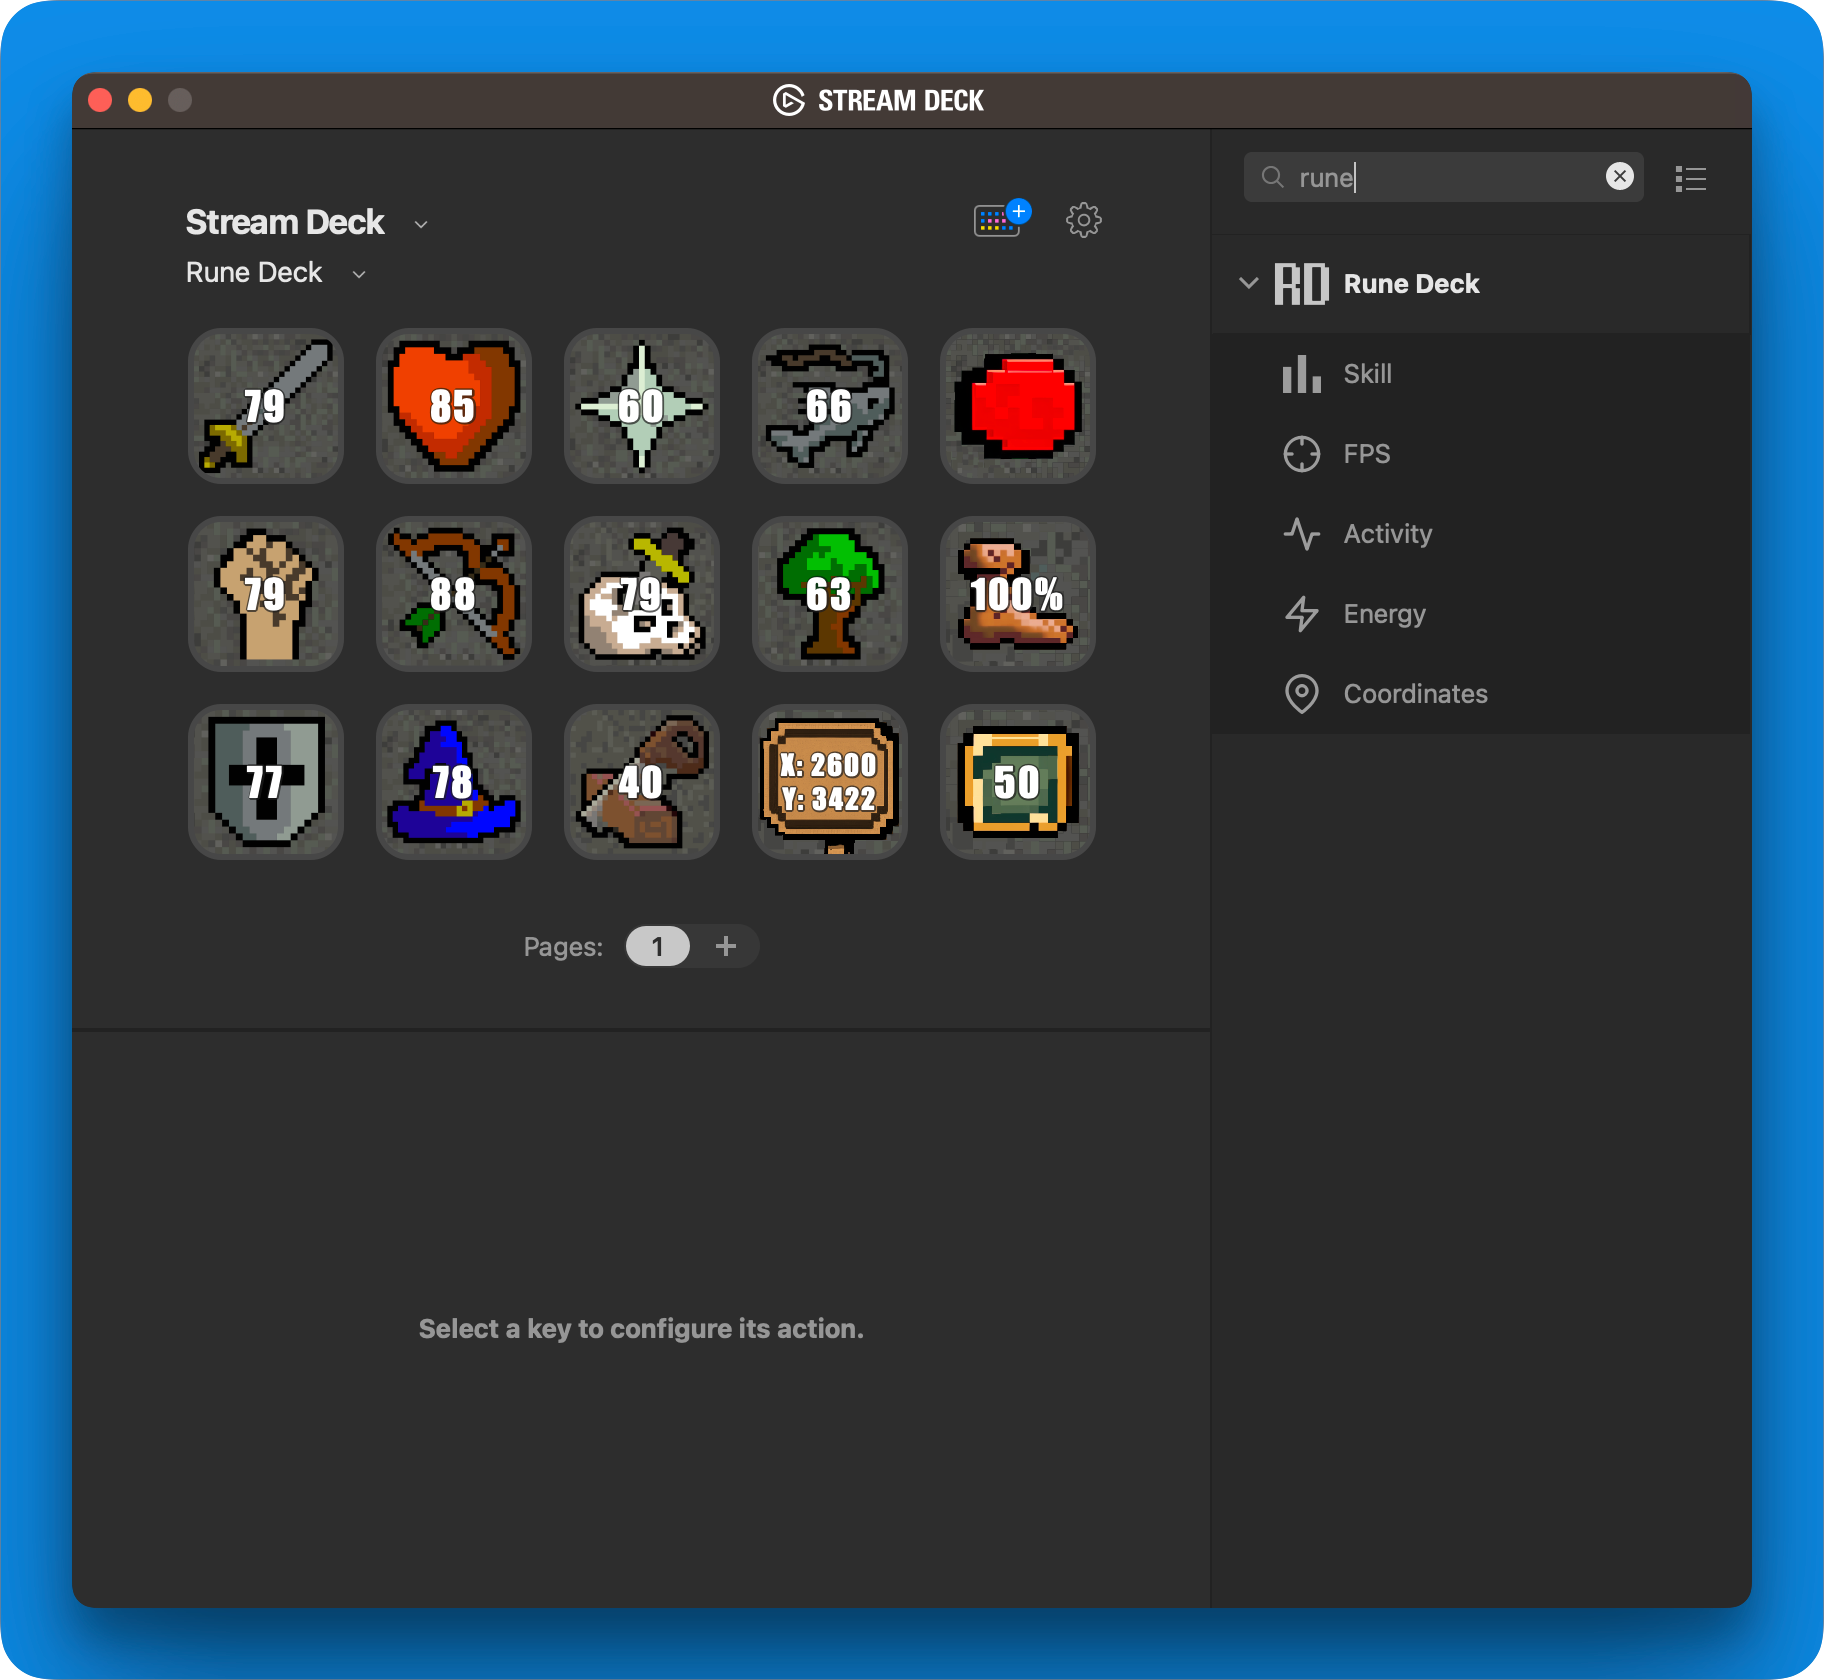 STREAM DECK
Stream Deck
Rune Deck
79
85
60
66
79
88
79
63
100%
77
78
40
X: 2600
Y: 3422
50
Pages:
1
+
Select a key to configure its action.
rune
RD
Rune Deck
Skill
FPS
Activity
Energy
Coordinates